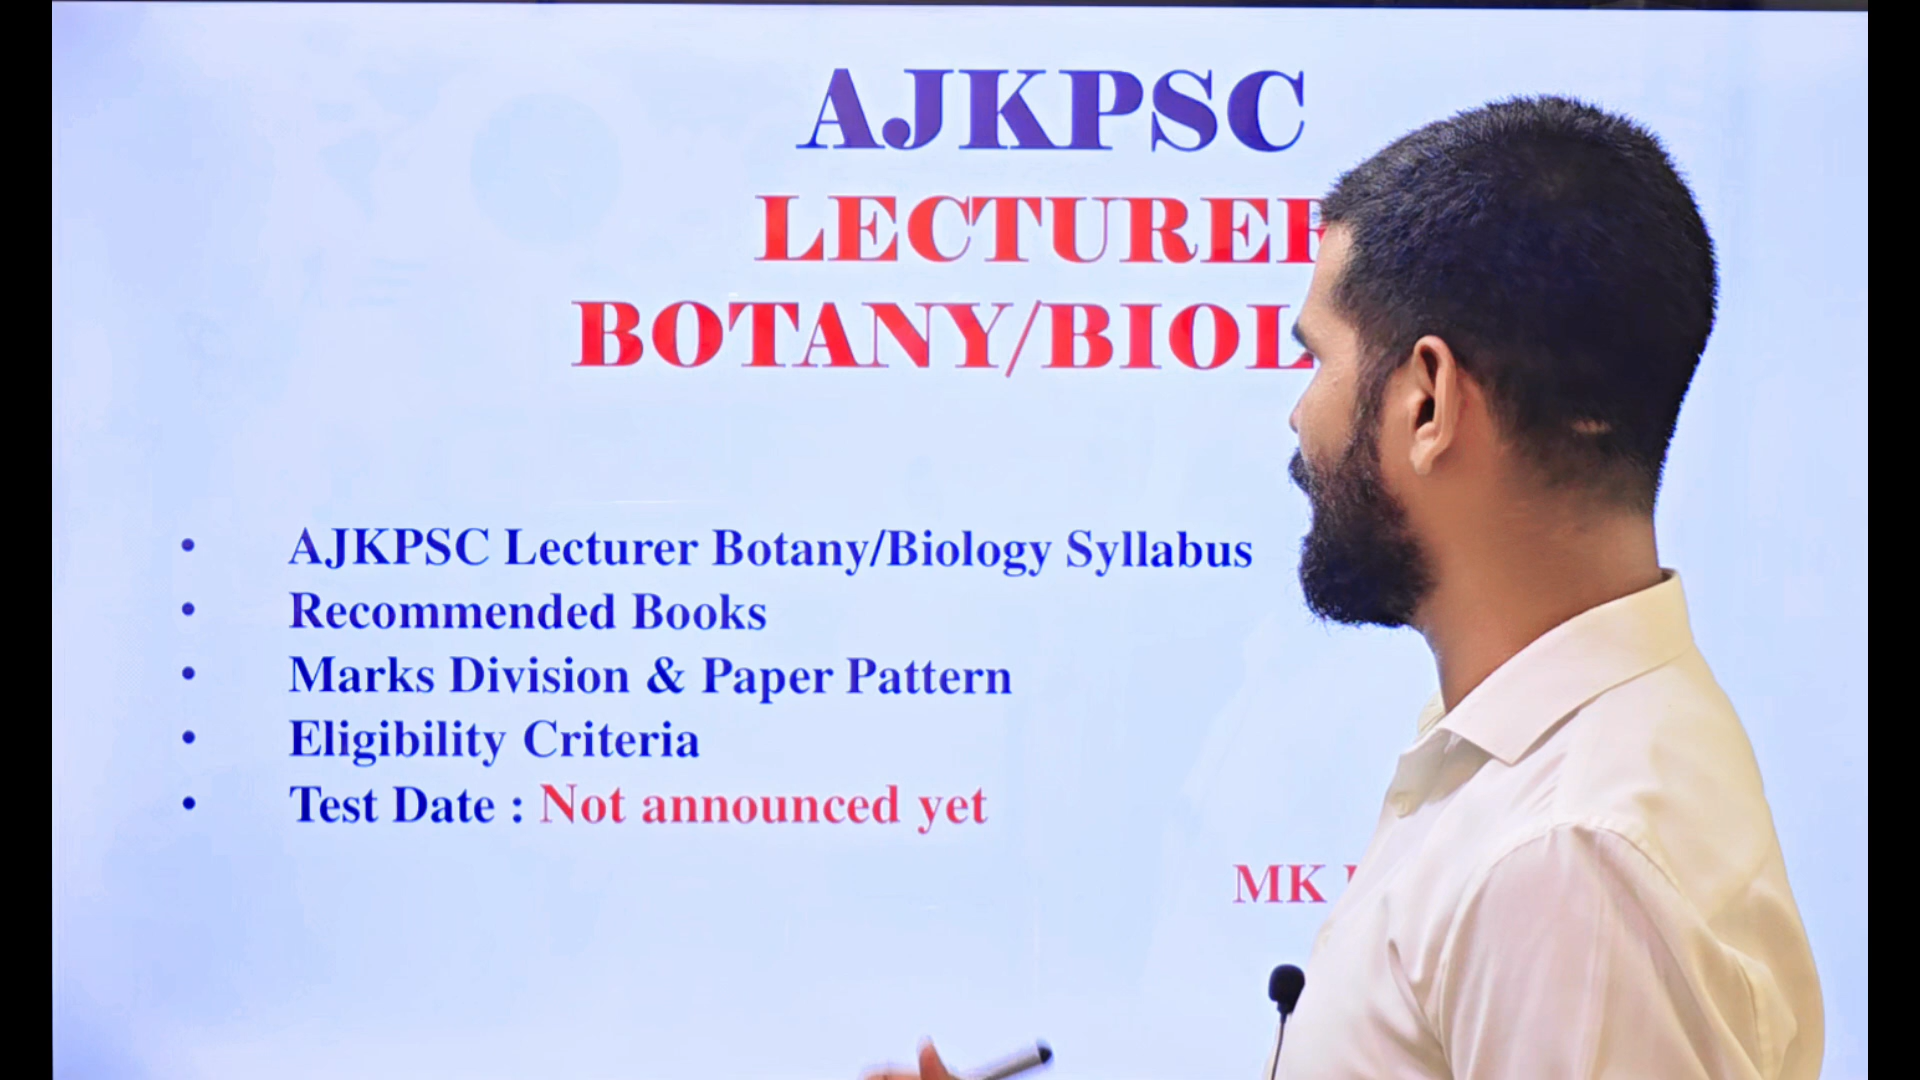 AJKPSC
LECTURER
BOTANY/BIOL
• AJKPSC Lecturer Botany/Biology Syllabus
• Recommended Books
• Marks Division & Paper Pattern
• Eligibility Criteria
• Test Date : Not announced yet
MK